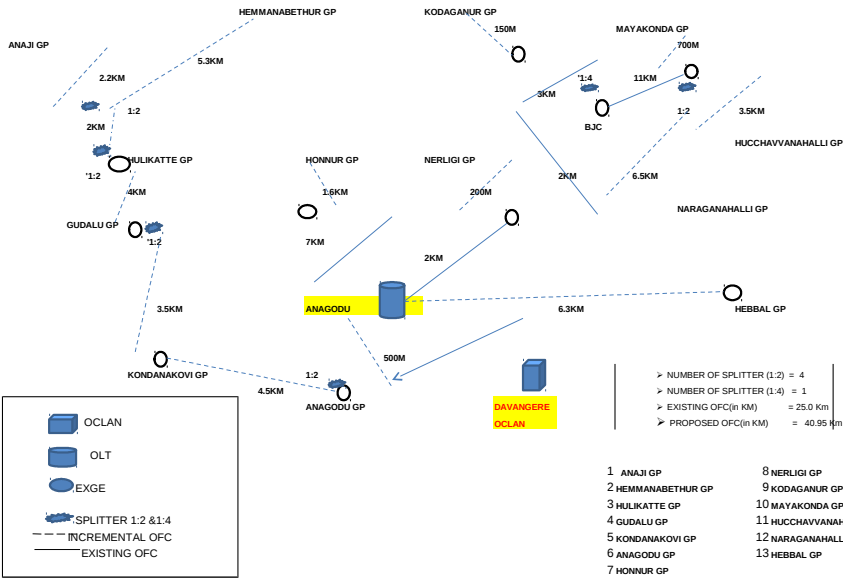 HEMMANABETHUR GP
KODAGANUR GP
150M
MAYAKONDA GP
ANAJI GP
700M
5.3KM
2.2KM
'1:4
11KM
3KM
1:2
BJC
1:2
3.5KM
2KM
HUCCHAVVANAHALLI GP
HULIKATTE GP
HONNUR GP
NERLIGI GP
'1:2
4KM
1.6KM
200M
2KM
6.5KM
NARAGANAHALLI GP
GUDALU GP
'1:2
7KM
2KM
3.5KM
ANAGODU
6.3KM
HEBBAL GP
500M
KONDANAKOVI GP
1:2
4.5KM
ANAGODU GP
DAVANGERE
OCLAN
➢ NUMBER OF SPLITTER (1:2) = 4
➢ NUMBER OF SPLITTER (1:4) = 1
➢ EXISTING OFC(in KM) = 25.0 Km
➢ PROPOSED OFC(in KM) = 40.95 Km
OCLAN
OLT
EXGE
SPLITTER 1:2 &1:4
INCREMENTAL OFC
EXISTING OFC
1 ANAJI GP
2 HEMMANABETHUR GP
3 HULIKATTE GP
4 GUDALU GP
5 KONDANAKOVI GP
6 ANAGODU GP
7 HONNUR GP
8 NERLIGI GP
9 KODAGANUR GP
10 MAYAKONDA GP
11 HUCCHAVVANAH
12 NARAGANAHALL
13 HEBBAL GP